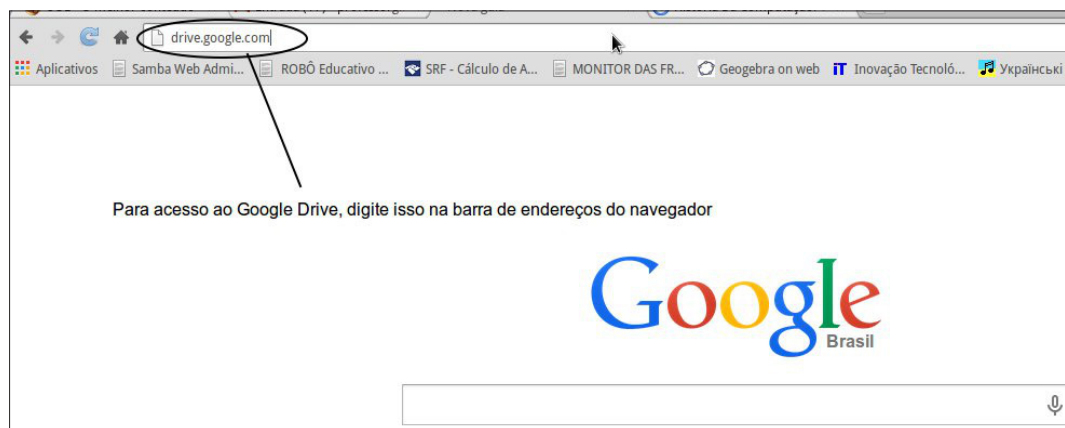 drive.google.com
Aplicativos Samba Web Admi... ROBÔ Educativo ... SRF - Cálculo de A... MONITOR DAS FR... Geogebra on web iT Inovação Tecnoló... Українські
Para acesso ao Google Drive, digite isso na barra de endereços do navegador
Google
Brasil